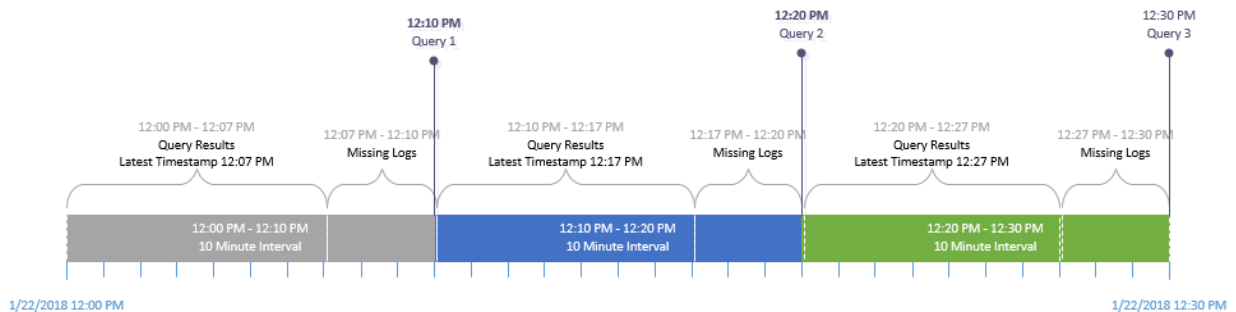 12:10 PM
Query 1
12:20 PM
Query 2
12:30 PM
Query 3
12:00 PM - 12:07 PM
Query Results
Latest Timestamp 12:07 PM
12:07 PM - 12:10 PM
Missing Logs
12:10 PM - 12:17 PM
Query Results
Latest Timestamp 12:17 PM
12:17 PM - 12:20 PM
Missing Logs
12:20 PM - 12:27 PM
Query Results
Latest Timestamp 12:27 PM
12:27 PM - 12:30 PM
Missing Logs
12:00 PM - 12:10 PM
10 Minute Interval
12:10 PM - 12:20 PM
10 Minute Interval
12:20 PM - 12:30 PM
10 Minute Interval
1/22/2018 12:00 PM
1/22/2018 12:30 PM